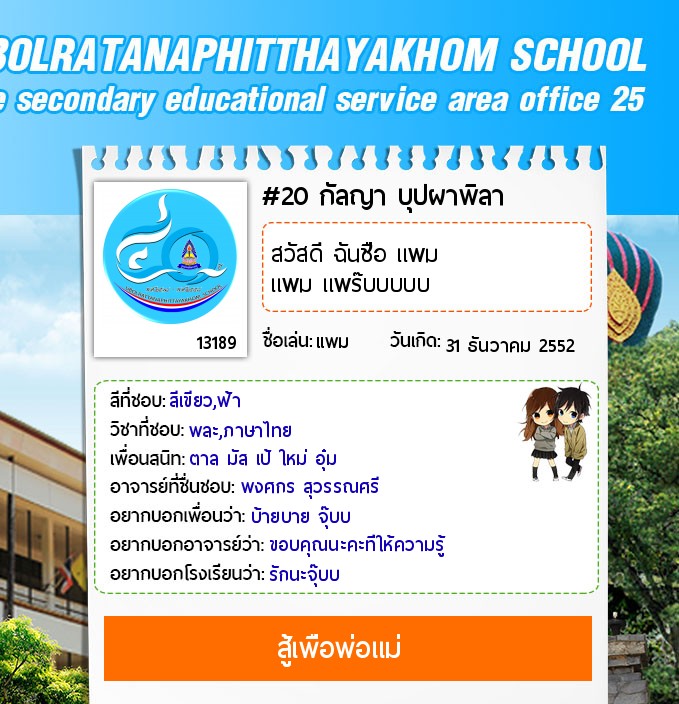 BOLRATANAPHITTHAYAKHOM SCHOOL
e secondary educational service area office 25
#20 กัลญา บุปผาพิลา
สวัสดี ฉันชื่อ แพม
แพม แพร๊บบบบบ
13189
ชื่อเล่น: แพม วันเกิด: 31 ธันวาคม 2552
สีที่ชอบ: สีเขียว,ฟ้า
วิชาที่ชอบ: พละ,ภาษาไทย
เพื่อนสนิท: ตาล มัส เป้ ใหม่ อุ๋ม
อาจารย์ที่ชื่นชอบ: พงศกร สุวรรณศรี
อยากบอกเพื่อนว่า: บ้ายบาย จุ๊บบ
อยากบอกอาจารย์ว่า: ขอบคุณนะคะที่ให้ความรู้
อยากบอกโรงเรียนว่า: รักนะจุ๊บบ
สู้เพื่อพ่อแม่